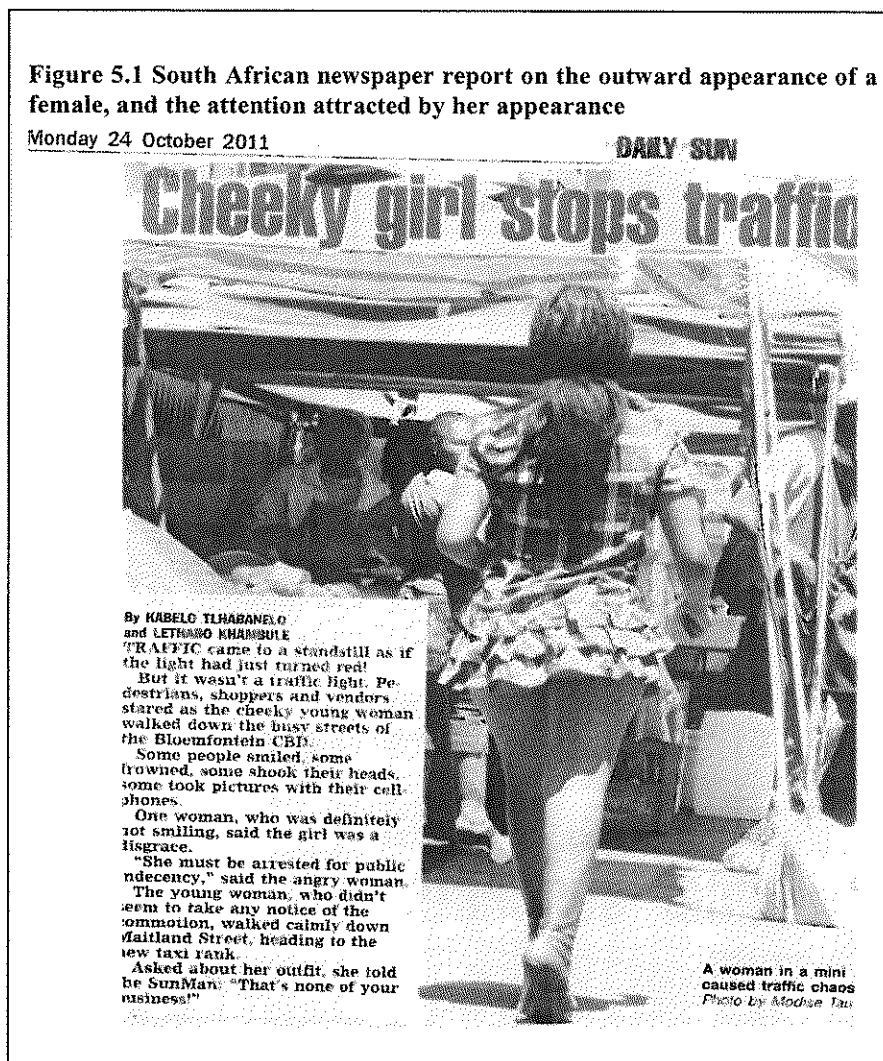 Figure 5.1 South African newspaper report on the outward appearance of a
female, and the attention attracted by her appearance
Monday 24 October 2011
DAILY SUN
Cheeky girl stops traffic
By KABELO TLHABANELO
and LETHABO KHAMBULE
TRAFFIC came to a standstill as if
the light had just turned red!
But it wasn't a traffic light. Pe-
destrians, shoppers and vendors
stared as the cheeky young woman
walked down the busy streets of
the Bloemfontein CBD.
Some people smiled, some
frowned, some shook their heads,
some took pictures with their cell-
phones.
One woman, who was definitely
not smiling, said the girl was a
disgrace.
"She must be arrested for public
ndecency," said the angry woman.
The young woman, who didn't
seem to take any notice of the
commotion, walked calmly down
Maitland Street, heading to the
new taxi rank.
Asked about her outfit, she told
he SunMan: "That's none of your
business!"
A woman in a mini
caused traffic chaos
Photo by Modise Tau